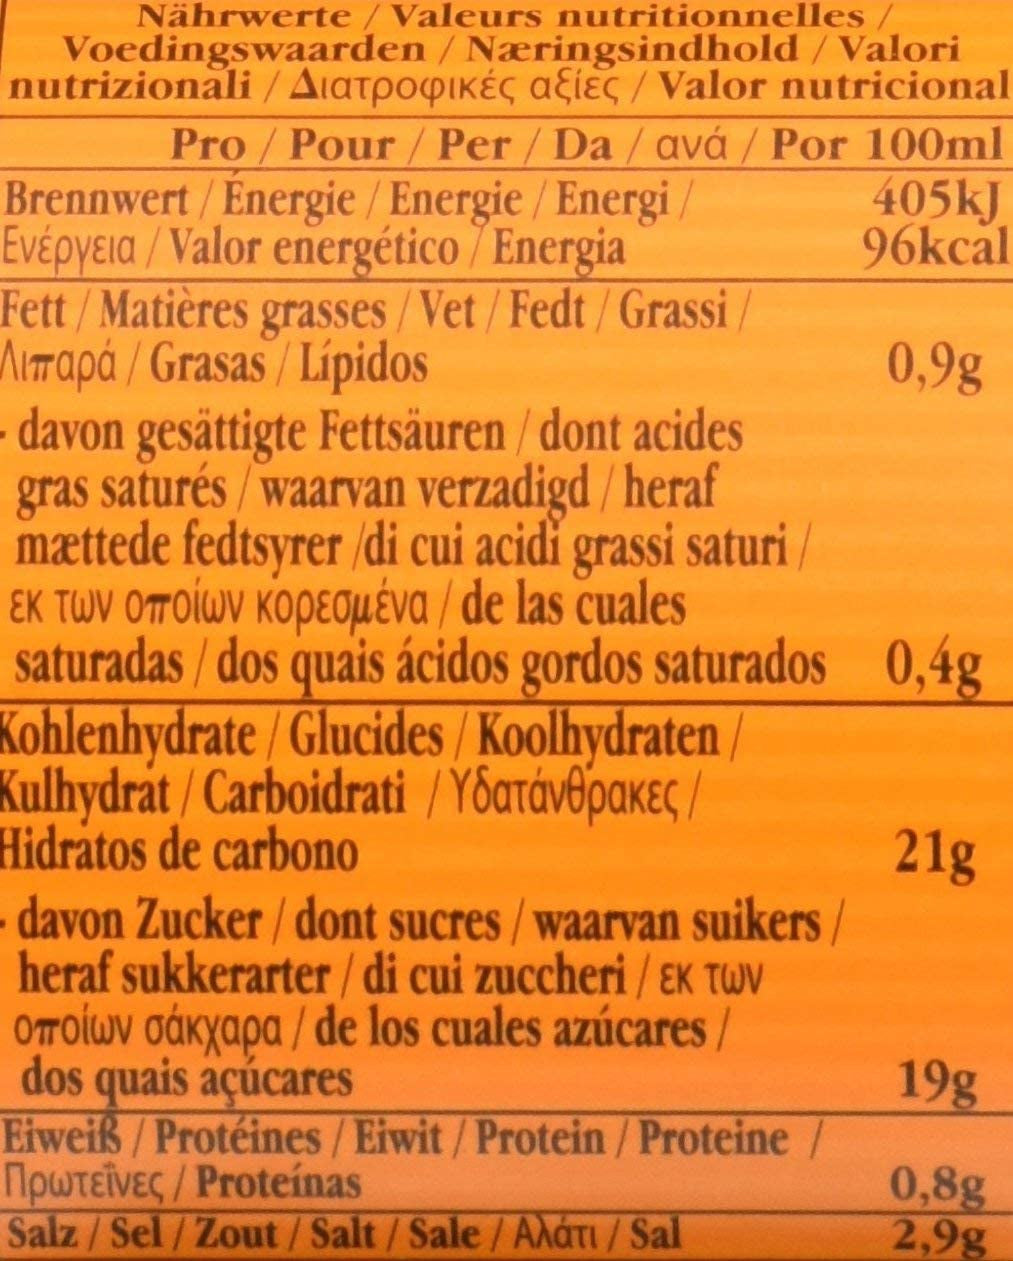 Nährwerte / Valeurs nutritionnelles /
Voedingswaarden / Næringsindhold / Valori
nutrizionali / Διατροφικές αξίες / Valor nutricional
Pro / Pour / Per / Da / ανά / Por 100ml
Brennwert / Énergie / Energie / Energi / 405kJ
Ενέργεια / Valor energético / Energia 96kcal
Fett / Matières grasses / Vet / Fedt / Grassi /
Λιπαρά / Grasas / Lípidos 0,9g
- davon gesättigte Fettsäuren / dont acides
gras saturés / waarvan verzadigd / heraf
mættede fedtsyrer /di cui acidi grassi saturi /
εκ των οποίων κορεσμένα / de las cuales
saturadas / dos quais ácidos gordos saturados 0,4g
Kohlenhydrate / Glucides / Koolhydraten /
Kulhydrat / Carboidrati / Υδατάνθρακες /
Hidratos de carbono 21g
- davon Zucker / dont sucres / waarvan suikers /
heraf sukkerarter / di cui zuccheri / εκ των
οποίων σάκχαρα / de los cuales azúcares /
dos quais açúcares 19g
Eiweiß / Protéines / Eiwit / Protein / Proteine /
Πρωτεΐνες / Proteínas 0,8g
Salz / Sel / Zout / Salt / Sale / Αλάτι / Sal 2,9g